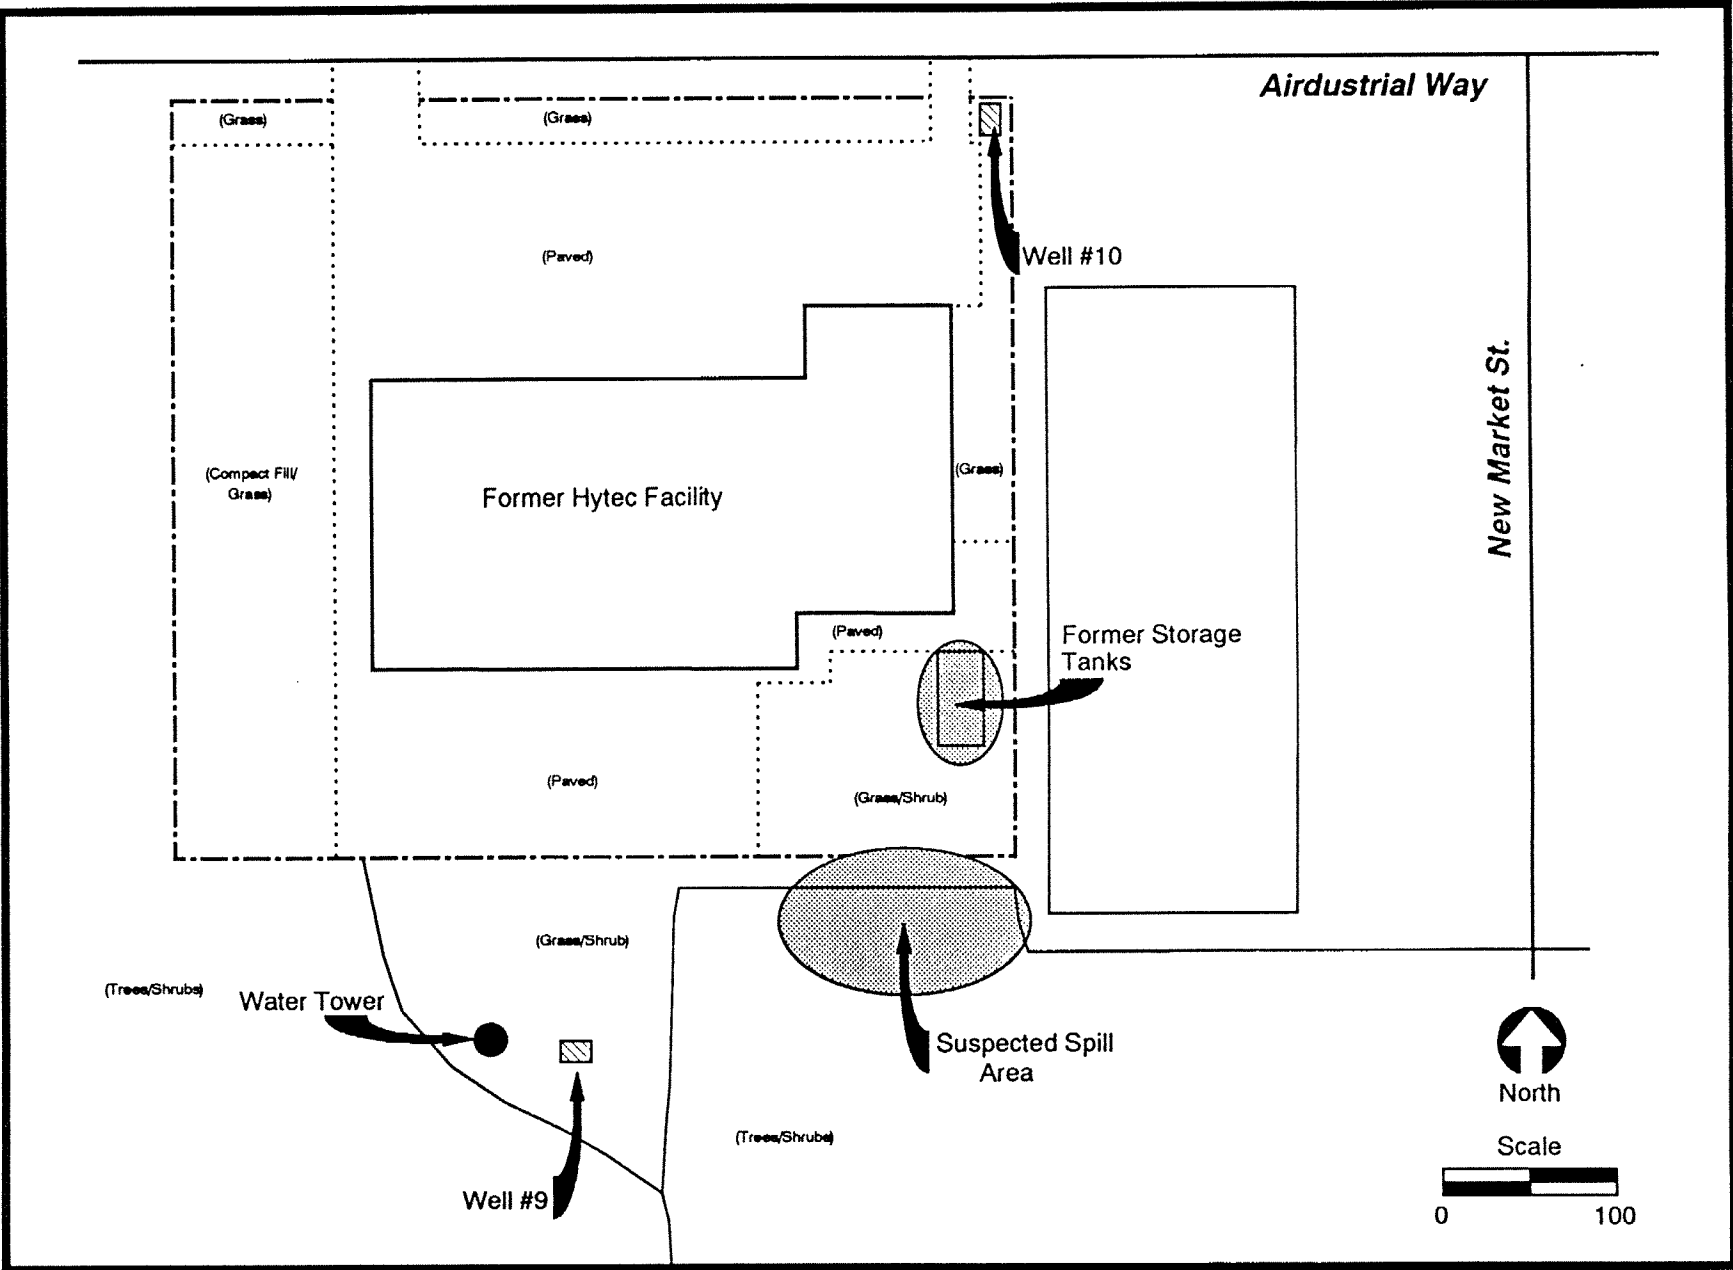 Airdustrial Way
(Grass)
(Grass)
(Paved)
Well #10
New Market St.
(Compact Fill/
Grass)
Former Hytec Facility
(Grass)
(Paved)
Former Storage
Tanks
(Paved)
(Grass/Shrub)
(Grass/Shrub)
(Trees/Shrubs)
Water Tower
Suspected Spill
Area
North
(Trees/Shrubs)
Scale
Well #9
0 100